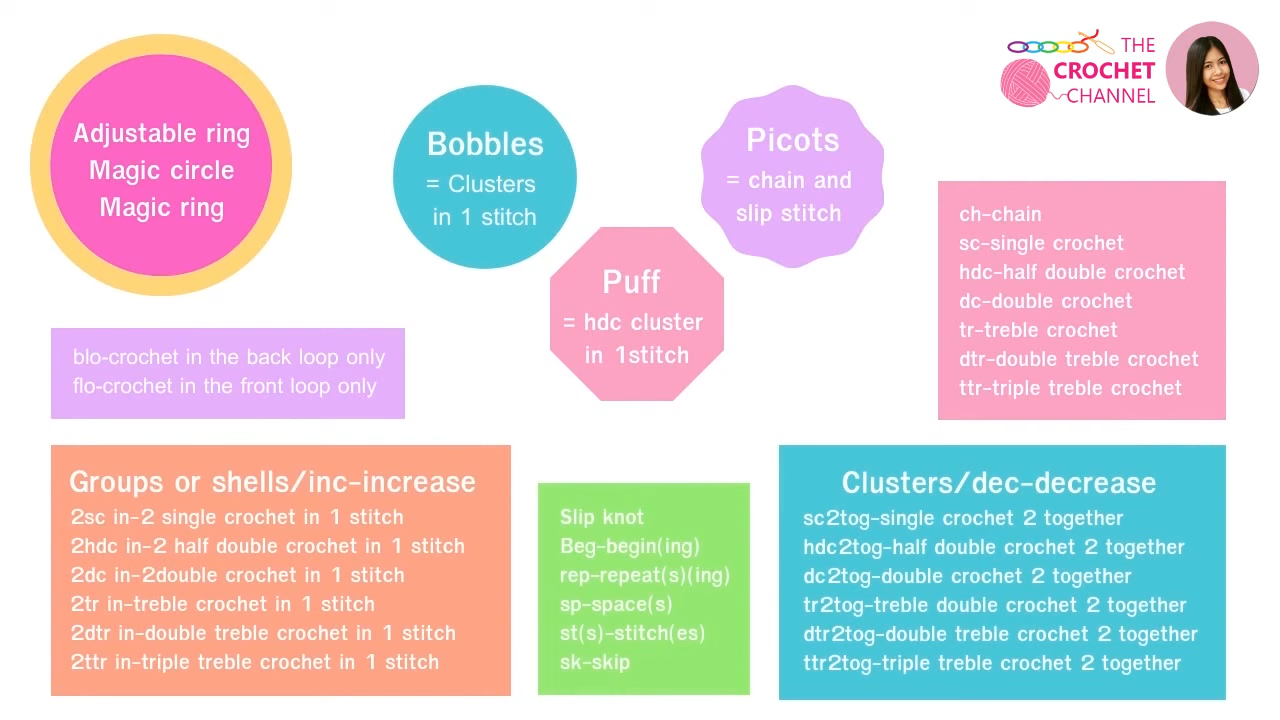 THE
CROCHET
CHANNEL
Adjustable ring
Magic circle
Magic ring
Bobbles
= Clusters
in 1 stitch
Picots
= chain and
slip stitch
Puff
= hdc cluster
in 1stitch
ch-chain
sc-single crochet
hdc-half double crochet
dc-double crochet
tr-treble crochet
dtr-double treble crochet
ttr-triple treble crochet
blo-crochet in the back loop only
flo-crochet in the front loop only
Groups or shells/inc-increase
2sc in-2 single crochet in 1 stitch
2hdc in-2 half double crochet in 1 stitch
2dc in-2double crochet in 1 stitch
2tr in-treble crochet in 1 stitch
2dtr in-double treble crochet in 1 stitch
2ttr in-triple treble crochet in 1 stitch
Slip knot
Beg-begin(ing)
rep-repeat(s)(ing)
sp-space(s)
st(s)-stitch(es)
sk-skip
Clusters/dec-decrease
sc2tog-single crochet 2 together
hdc2tog-half double crochet 2 together
dc2tog-double crochet 2 together
tr2tog-treble double crochet 2 together
dtr2tog-double treble crochet 2 together
ttr2tog-triple treble crochet 2 together